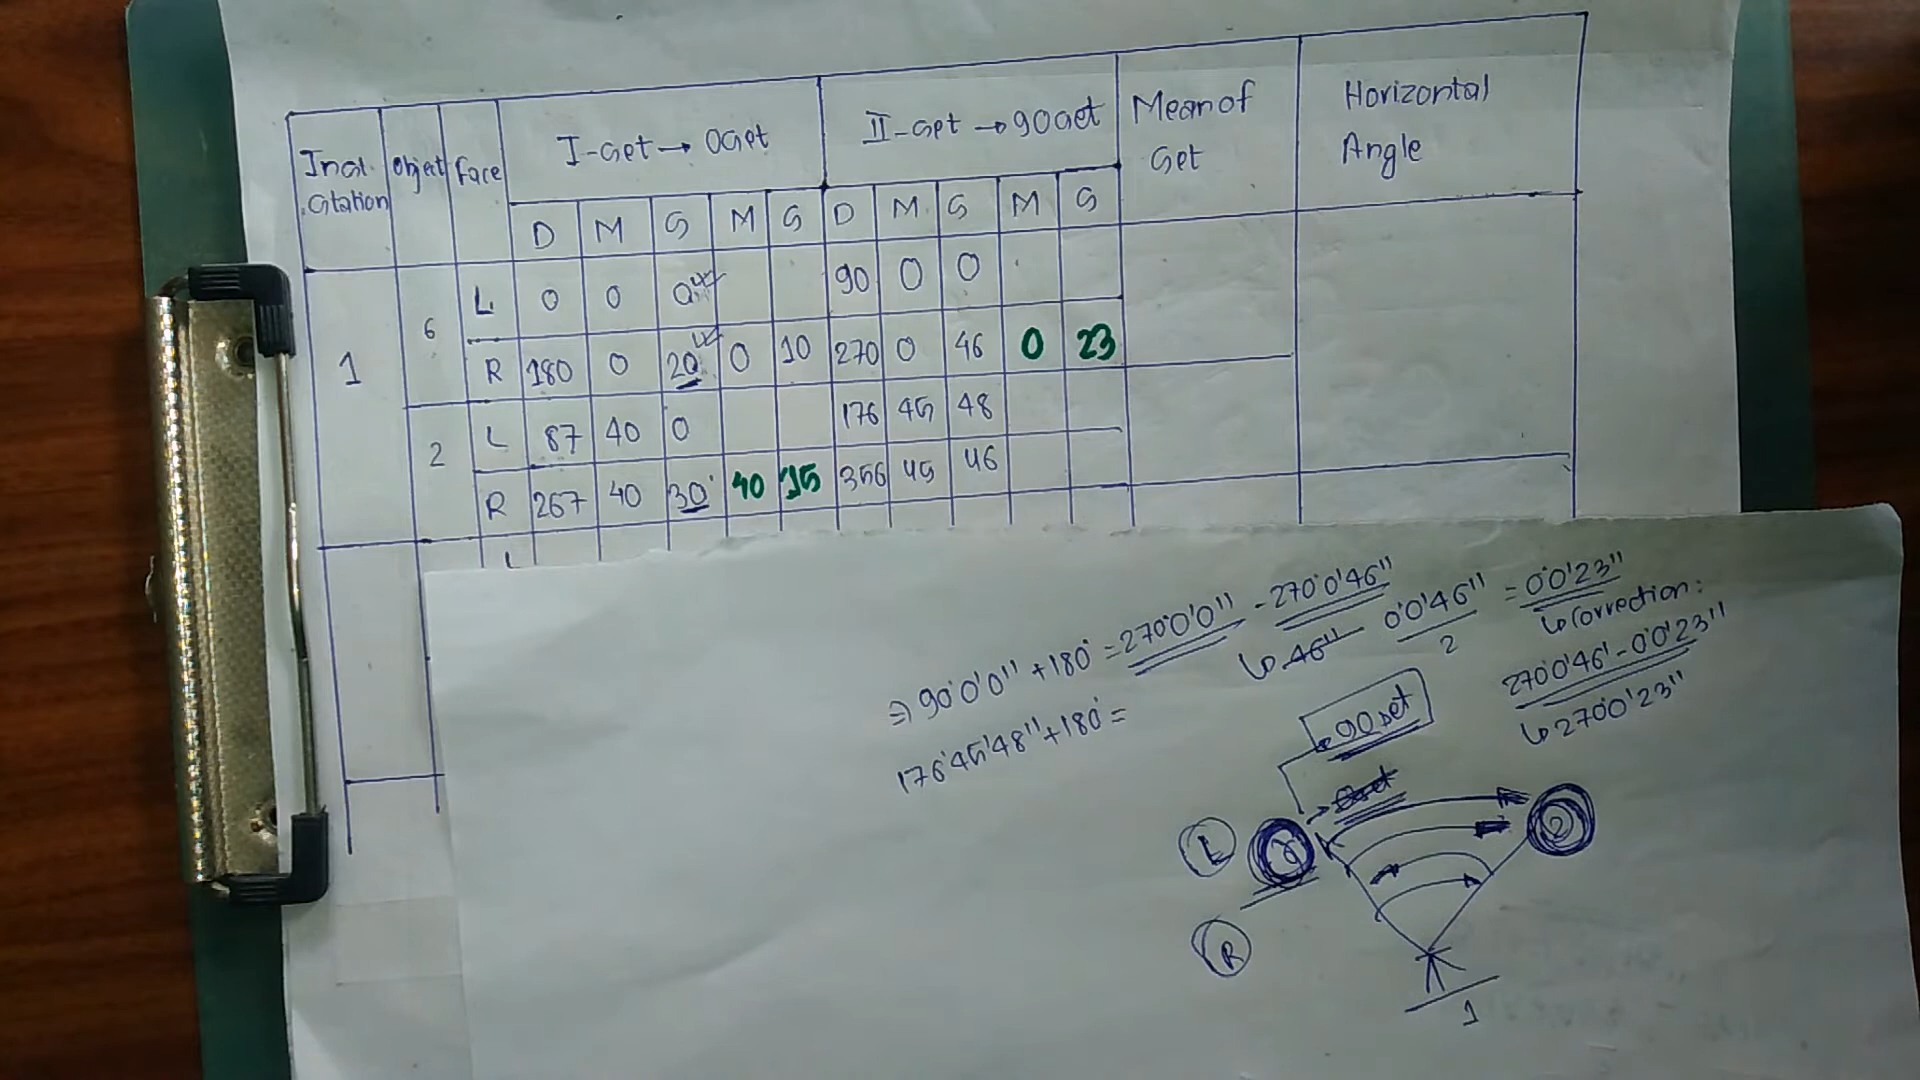 Inst. Station Object Face I-Set → 0Set II-Set → 90Set Mean of Set Horizontal Angle
D M S M S D M S M S
1 6 L 0 0 0 90 0 0
R 180 0 20 0 10 270 0 46 0 23
2 L 87 40 0 176 45 48
R 267 40 30 40 15 356 45 46
L
⇒ 90°0'0" + 180° = 270°0'0" - 270°0'46"
↳ 46" 0°0'46" / 2 = 0°0'23"
↳ Correction:
270°0'46' - 0°0'23"
↳ 270°0'23"
176°45'48" + 180° =
90set
L 6 2
R
1